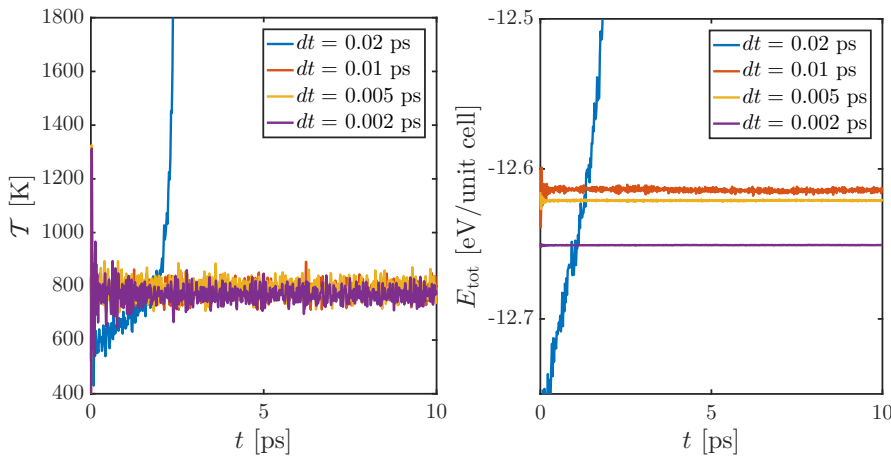 1800
1600
1400
1200
1000
800
600
400
𝒯 [K]
0
5
10
t [ps]
dt = 0.02 ps
dt = 0.01 ps
dt = 0.005 ps
dt = 0.002 ps
-12.5
-12.6
-12.7
E_tot [eV/unit cell]
0
5
10
t [ps]
dt = 0.02 ps
dt = 0.01 ps
dt = 0.005 ps
dt = 0.002 ps